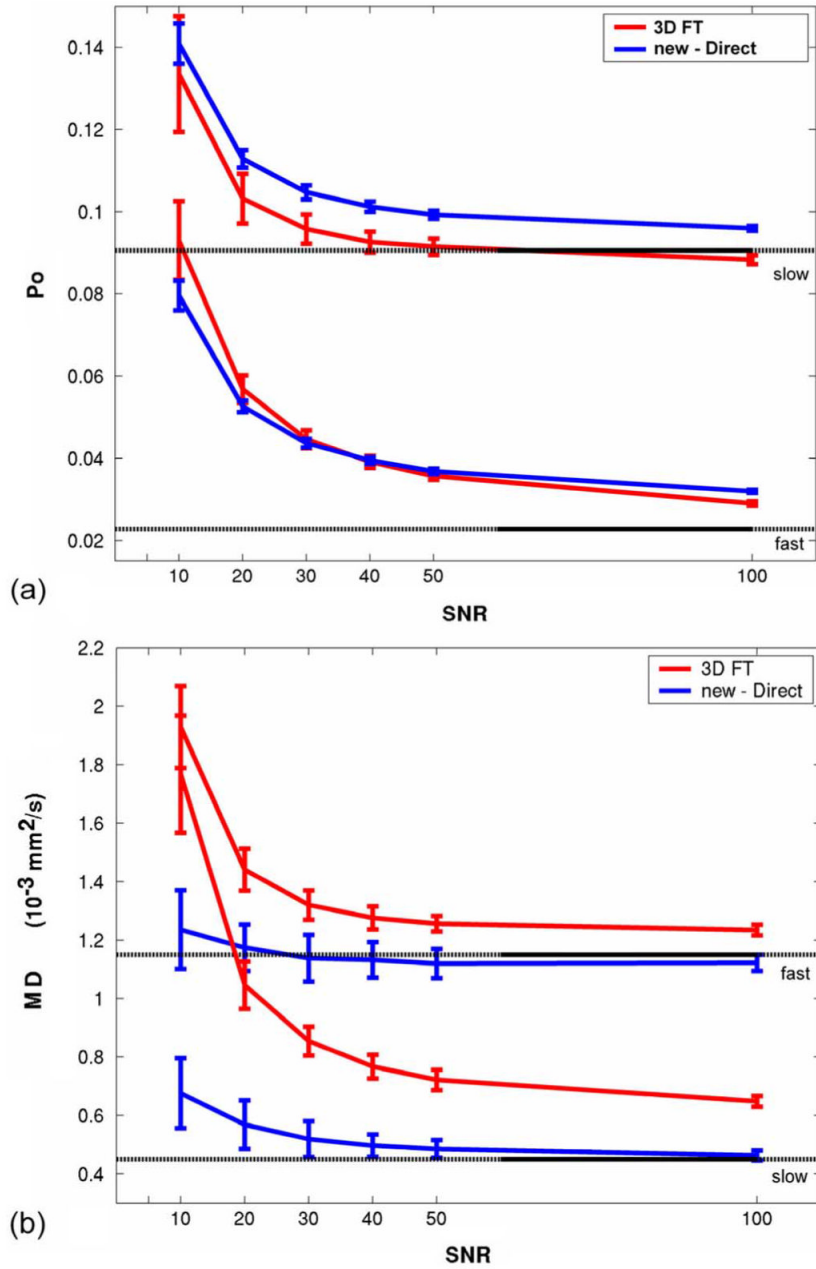 3D FT
new - Direct
0.14
0.12
0.1
0.08
0.06
0.04
0.02
Po
slow
fast
10 20 30 40 50 100
SNR
(a)
3D FT
new - Direct
2.2
2
1.8
1.6
1.4
1.2
1
0.8
0.6
0.4
MD (10⁻³ mm²/s)
fast
slow
10 20 30 40 50 100
SNR
(b)